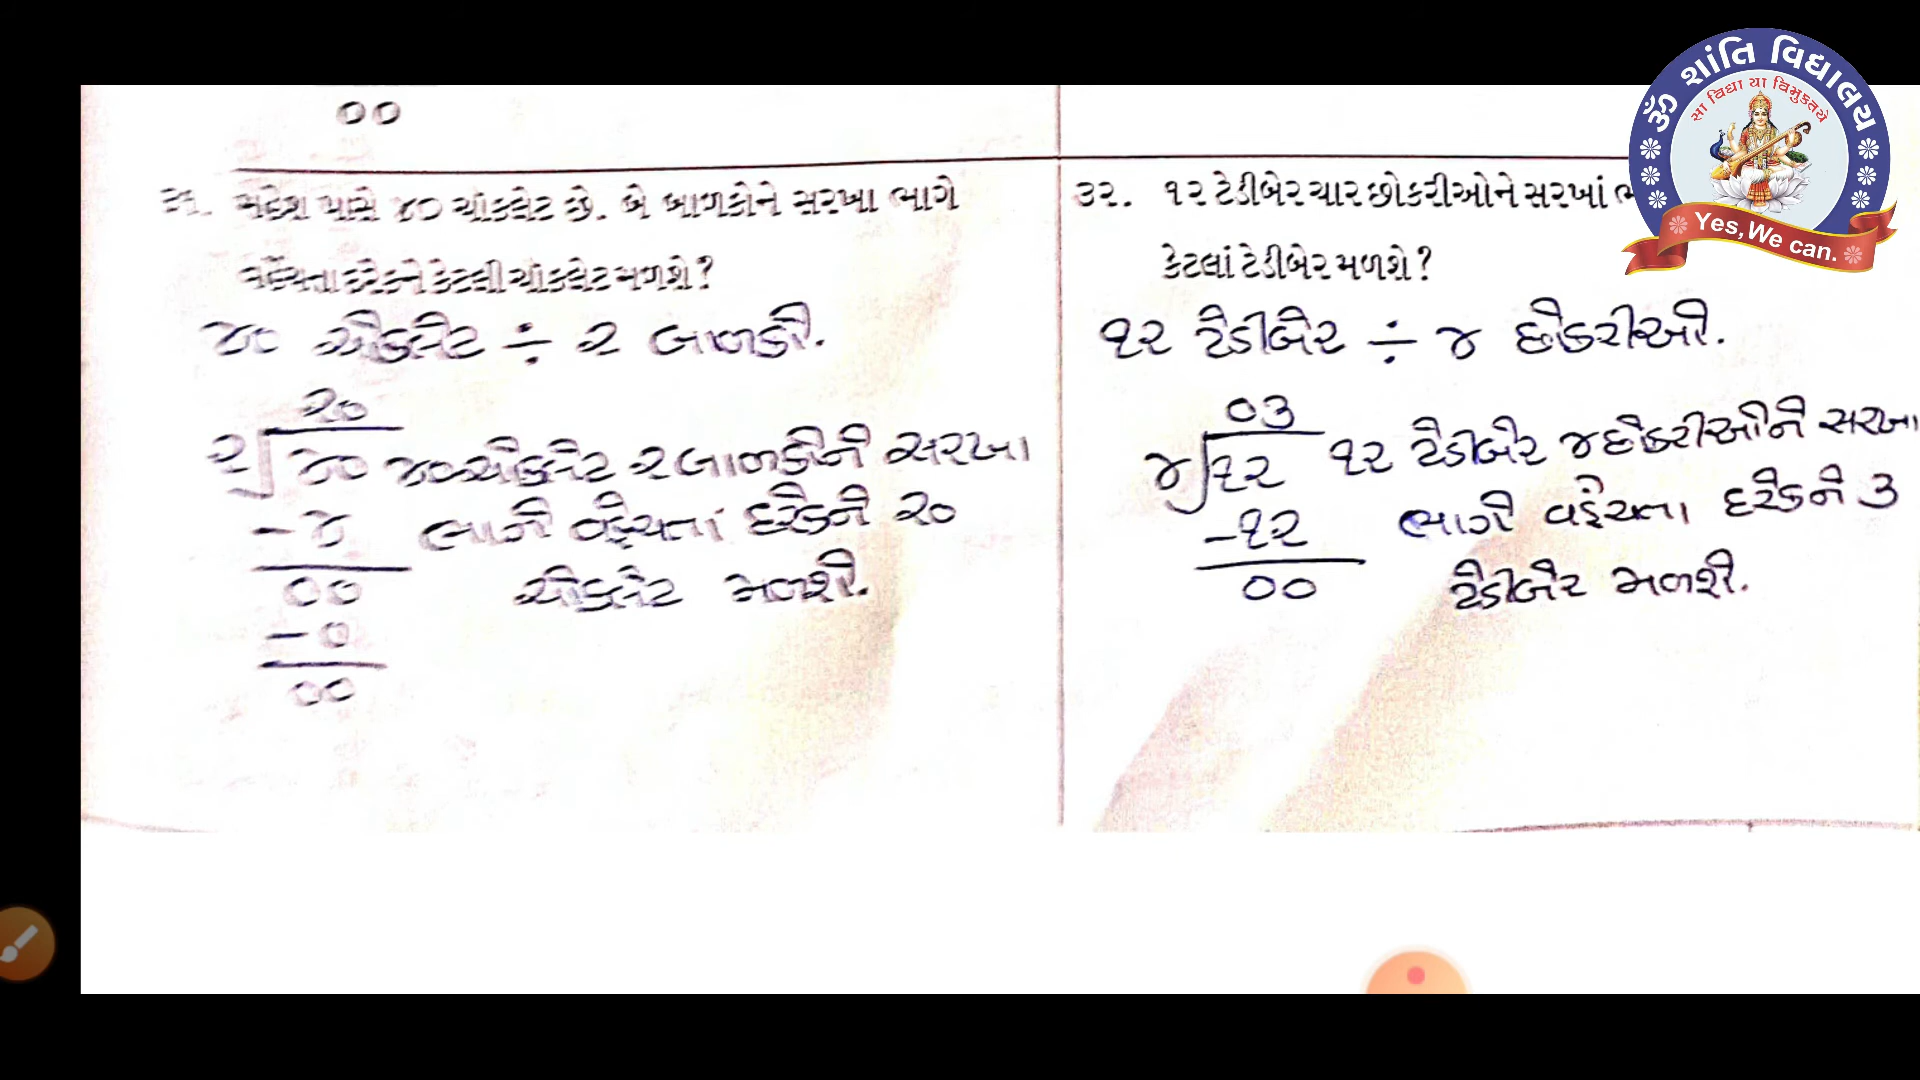 ૦૦
૩૧. મહેશ પાસે ૪૦ ચૉકલેટ છે. બે બાળકોને સરખા ભાગે
વહેંચતા દરેકને કેટલી ચૉકલેટ મળશે?
૪૦ ચોકલેટ ÷ ૨ બાળકો.
૨૦
૨ ૪૦ ૪૦ ચોકલેટ ૨ બાળકોને સરખા
– ૪ ભાગે વહેંચતાં દરેકને ૨૦
૦૦ ચોકલેટ મળશે.
– ૦
૦૦
૩૨. ૧૨ ટેડીબેર ચાર છોકરીઓને સરખાં
કેટલાં ટેડીબેર મળશે?
૧૨ ટેડીબેર ÷ ૪ છોકરીઓ.
૦૩
૪ ૧૨ ૧૨ ટેડીબેર ૪ છોકરીઓને સરખા
– ૧૨ ભાગે વહેંચતા દરેકને ૩
૦૦ ટેડીબેર મળશે.
ૐ શાંતિ વિદ્યાલય
સા વિદ્યા યા વિમુક્તયે
Yes, We can.